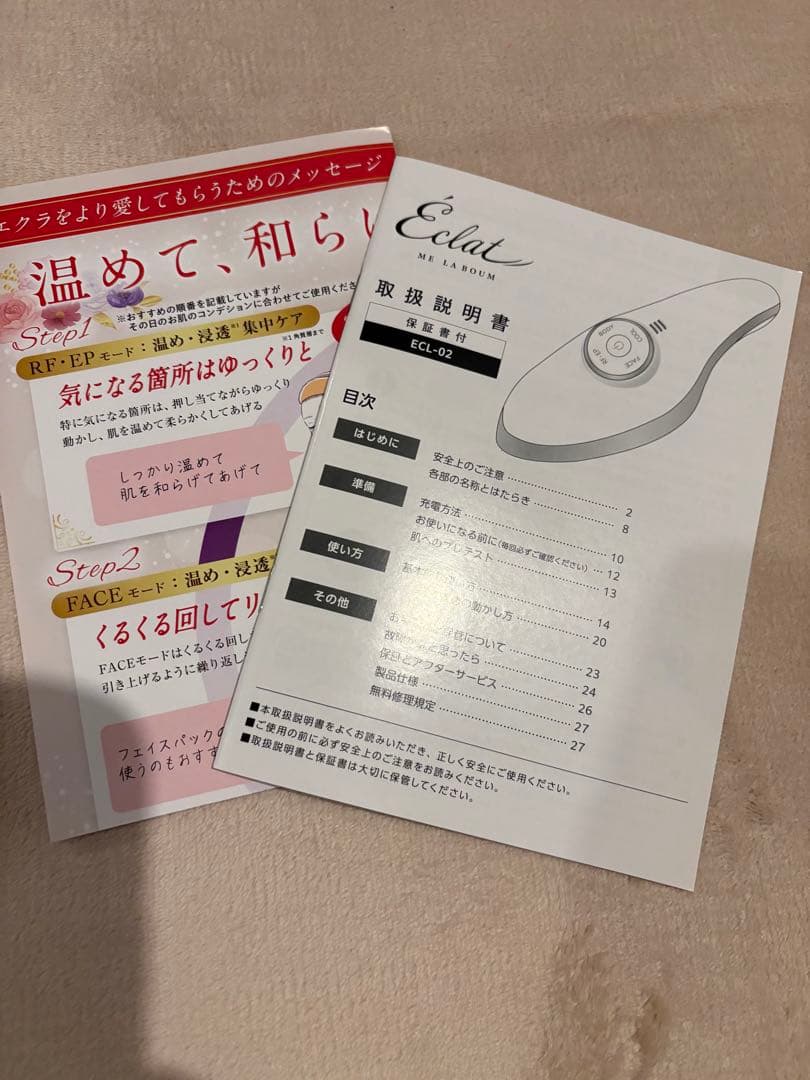 エクラをより愛してもらうためのメッセージ
温めて、和らい
※おすすめの順番を記載していますが
その日のお肌のコンデションに合わせてご使用くださ
Step1
RF・EP モード：温め・浸透※1 集中ケア
※1 角質層まで
気になる箇所はゆっくりと
特に気になる箇所は、押し当てながらゆっくり
動かし、肌を温めて柔らかくしてあげる
しっかり温めて
肌を和らげてあげて
Step2
FACE モード：温め・浸透
くるくる回してリ
FACEモードはくるくる回し
引き上げるように繰り返し
フェイスパックの
使うのもおすす
Éclat
ME LA BOUM
取扱説明書
保証書付
ECL-02
RF・EP
FACE
COOL
目次
はじめに
安全上のご注意 2
各部の名称とはたらき 8
準備
充電方法 10
お使いになる前に（毎回必ずご確認ください） 12
肌へのプレテスト 13
使い方
14
動かし方 20
その他
について 23
思ったら 24
保証とアフターサービス 26
製品仕様 27
無料修理規定 27
■本取扱説明書をよくお読みいただき、正しく安全にご使用ください。
■ご使用の前に必ず安全上のご注意をお読みください。
■取扱説明書と保証書は大切に保管してください。